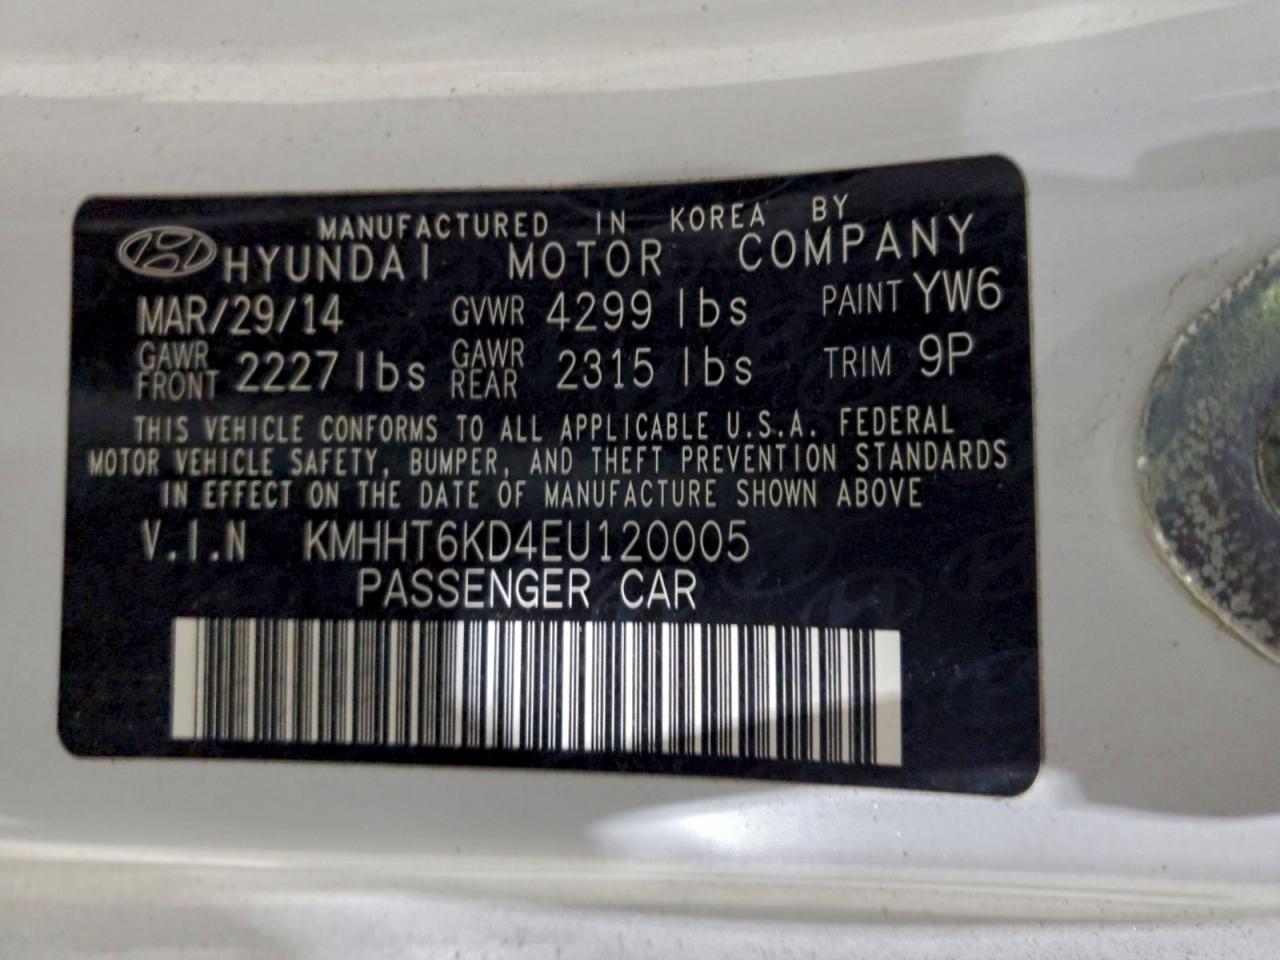 MANUFACTURED IN KOREA BY
HYUNDAI MOTOR COMPANY
MAR/29/14 GVWR 4299 lbs PAINT YW6
GAWR FRONT 2227 lbs GAWR REAR 2315 lbs TRIM 9P
THIS VEHICLE CONFORMS TO ALL APPLICABLE U.S.A. FEDERAL
MOTOR VEHICLE SAFETY, BUMPER, AND THEFT PREVENTION STANDARDS
IN EFFECT ON THE DATE OF MANUFACTURE SHOWN ABOVE
V.I.N KMHHT6KD4EU120005
PASSENGER CAR